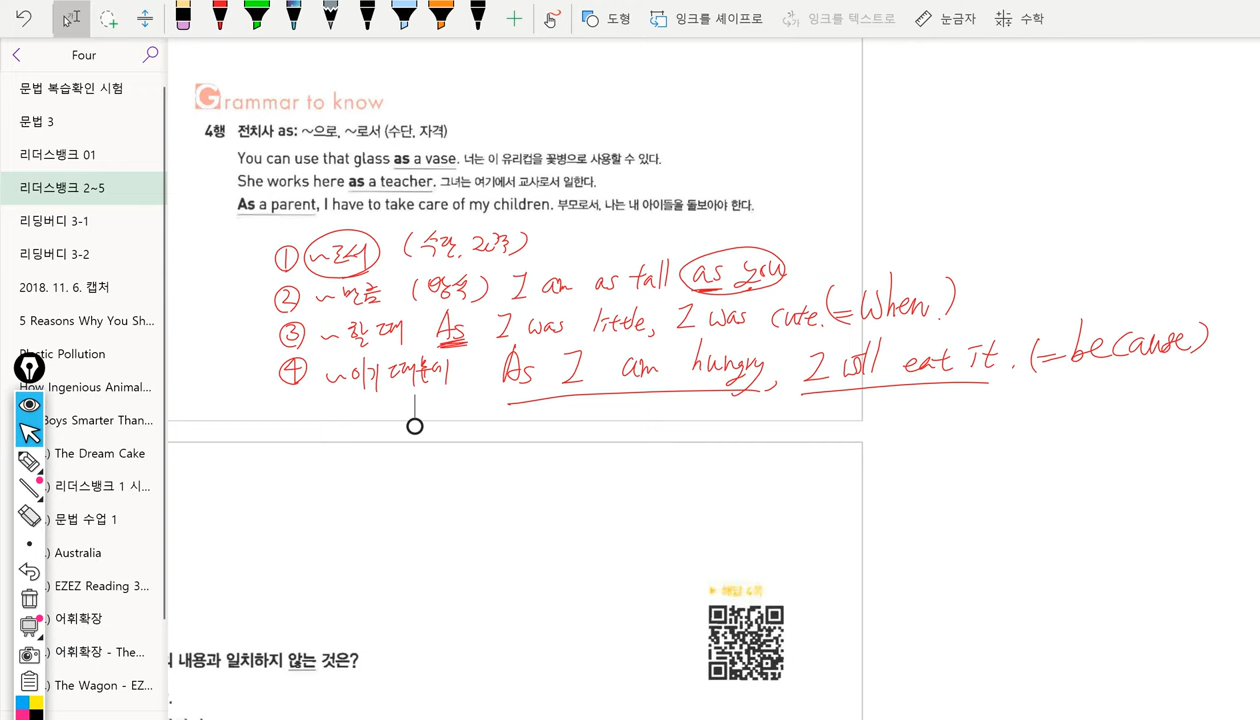 도형
잉크를 셰이프로
잉크를 텍스트로
눈금자
수학
Four
문법 복습확인 시험
문법 3
리더스뱅크 01
리더스뱅크 2~5
리딩버디 3-1
리딩버디 3-2
2018. 11. 6. 캡처
5 Reasons Why You Sh...
Pollution
How Ingenious Animal...
Boys Smarter Than...
.) The Dream Cake
.) 리더스뱅크 1 시...
.) 문법 수업 1
.) Australia
.) EZEZ Reading 3...
.) 어휘확장
.) 어휘확장 - The...
.) The Wagon - EZ...
Grammar to know
4행 전치사 as: ~으로, ~로서 (수단, 자격)
You can use that glass as a vase. 너는 이 유리컵을 꽃병으로 사용할 수 있다.
She works here as a teacher. 그녀는 여기에서 교사로서 일한다.
As a parent, I have to take care of my children. 부모로서, 나는 내 아이들을 돌보아야 한다.
① ~로서 (수단, 자격)
② ~만큼 I am as tall as you
③ ~할 때 As I was little, I was cute. (= When.)
④ ~이기 때문에 As I am hungry, I will eat it. (= because)
▶ 해답 4쪽
내용과 일치하지 않는 것은?